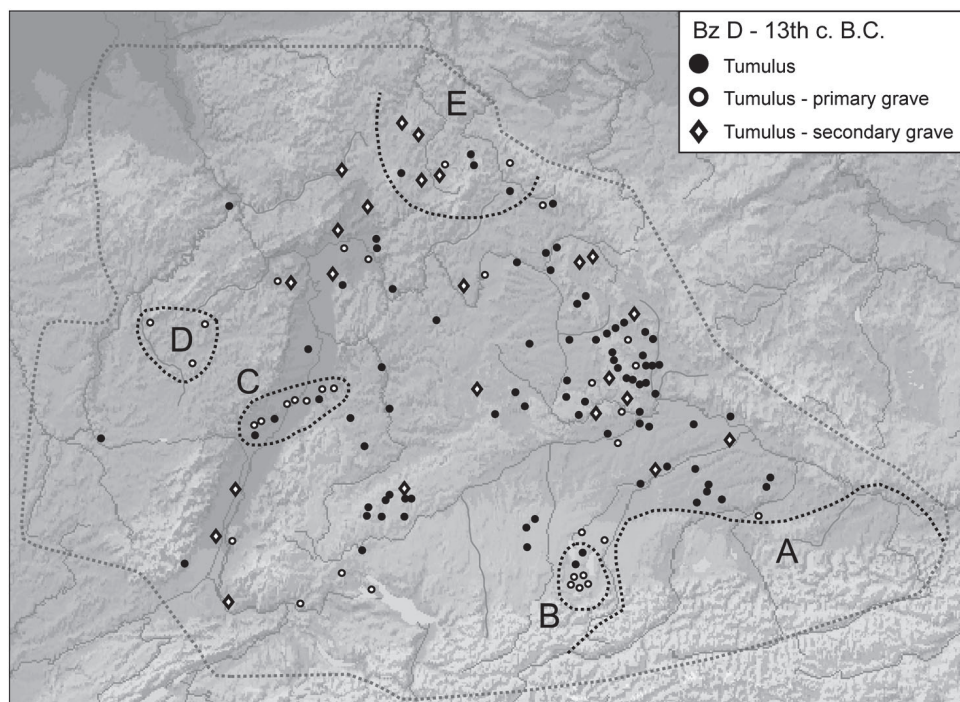 Bz D - 13th c. B.C.
Tumulus
Tumulus - primary grave
Tumulus - secondary grave
E
D
C
A
B